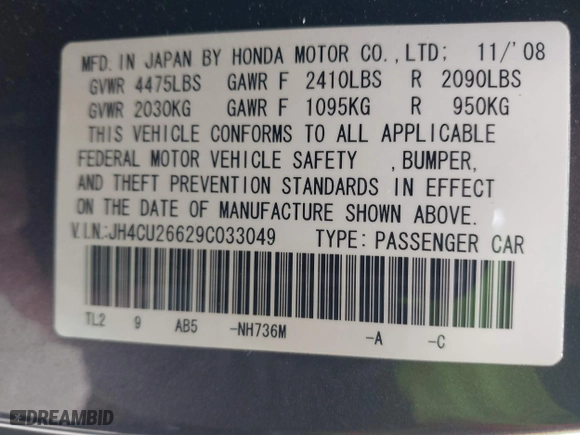 MFD. IN JAPAN BY HONDA MOTOR CO.,LTD; 11/'08
GVWR 4475LBS GAWR F 2410LBS R 2090LBS
GVWR 2030KG GAWR F 1095KG R 950KG
THIS VEHICLE CONFORMS TO ALL APPLICABLE
FEDERAL MOTOR VEHICLE SAFETY ,BUMPER,
AND THEFT PREVENTION STANDARDS IN EFFECT
ON THE DATE OF MANUFACTURE SHOWN ABOVE.
V.I.N.:JH4CU26629C033049 TYPE: PASSENGER CAR
TL2 9 AB5 -NH736M -A -C
DREAMBID